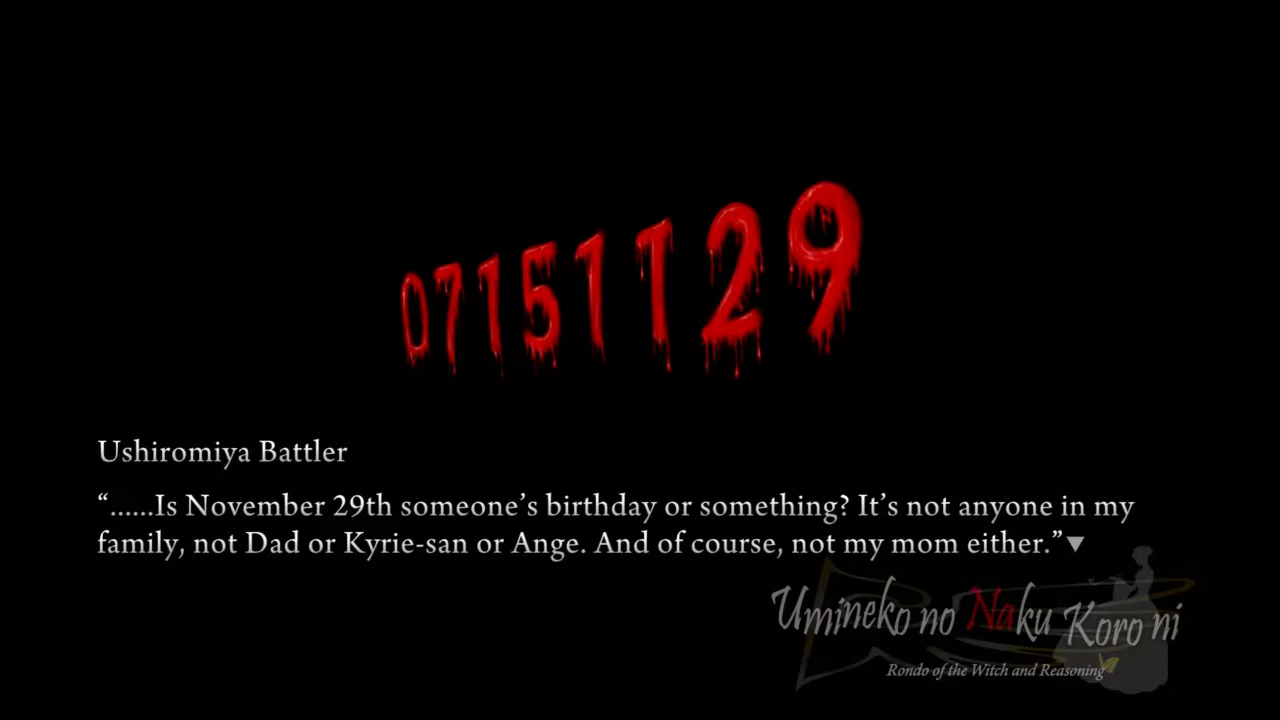 07151129
Ushiromiya Battler
“......Is November 29th someone’s birthday or something? It’s not anyone in my
family, not Dad or Kyrie-san or Ange. And of course, not my mom either.”
Umineko no Naku Koro ni
Rondo of the Witch and Reasoning